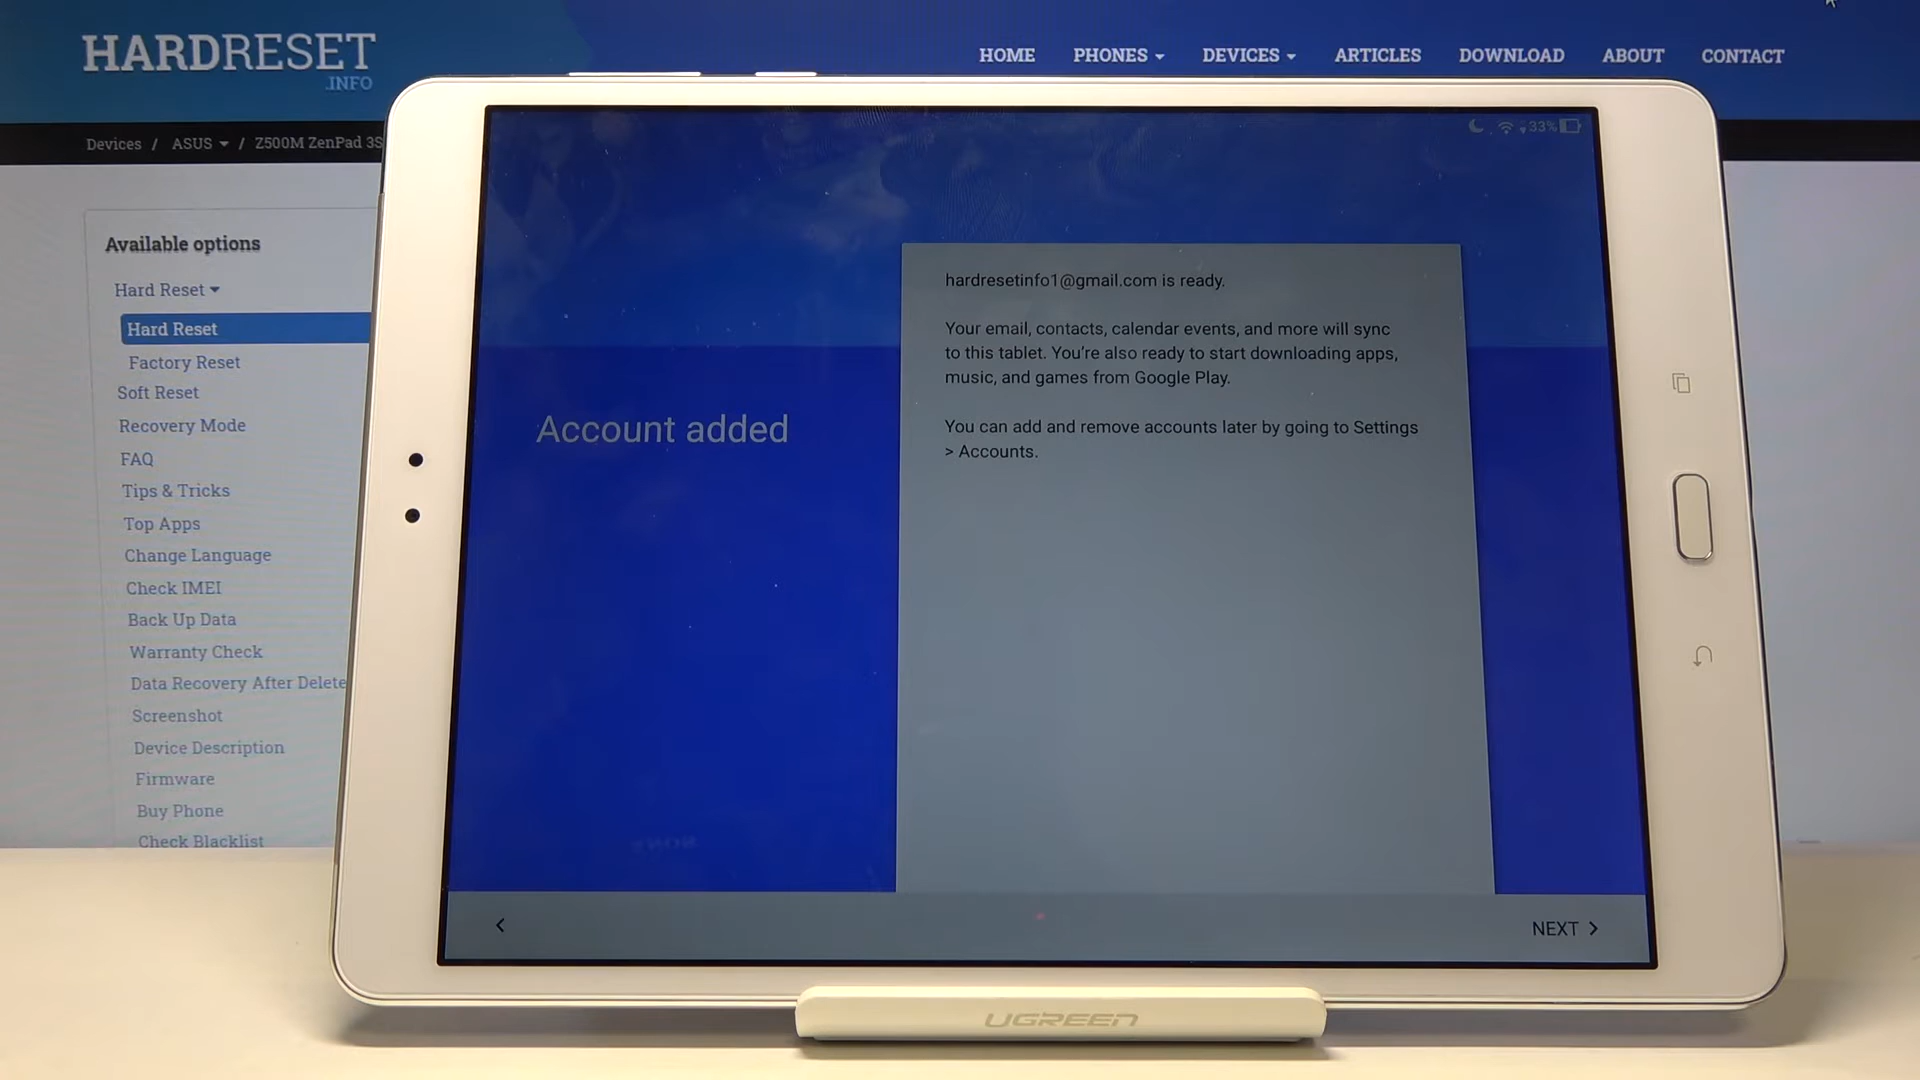 HARDRESET
.INFO
HOME PHONES DEVICES ARTICLES DOWNLOAD ABOUT CONTACT
Devices / ASUS / Z500M ZenPad 3S
Available options
Hard Reset
Hard Reset
Factory Reset
Soft Reset
Recovery Mode
FAQ
Tips & Tricks
Top Apps
Change Language
Check IMEI
Back Up Data
Warranty Check
Data Recovery After Delete
Screenshot
Device Description
Firmware
Buy Phone
Check Blacklist
33%
Account added
hardresetinfo1@gmail.com is ready.
Your email, contacts, calendar events, and more will sync
to this tablet. You're also ready to start downloading apps,
music, and games from Google Play.
You can add and remove accounts later by going to Settings
> Accounts.
< NEXT >
UGREEN